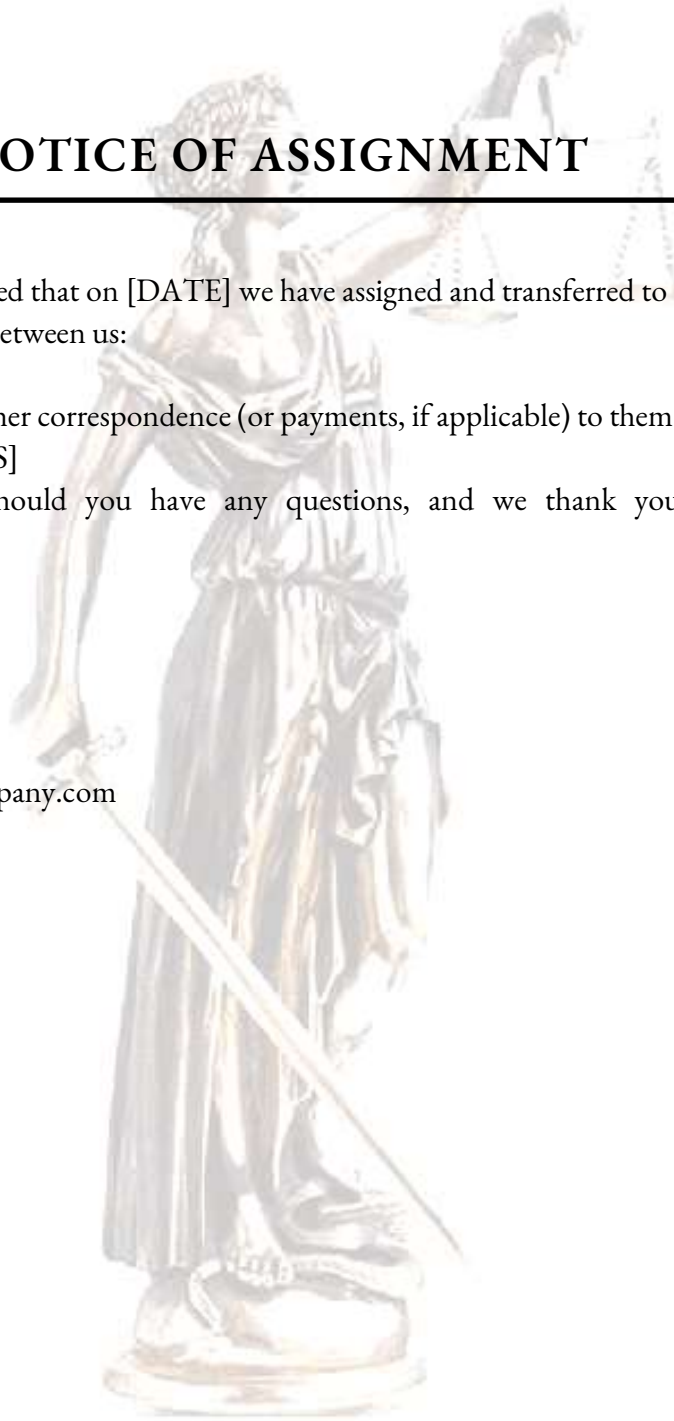 OTICE OF ASSIGNMENT
ed that on [DATE] we have assigned and transferred to
etween us:
her correspondence (or payments, if applicable) to them
S]
hould you have any questions, and we thank you
pany.com